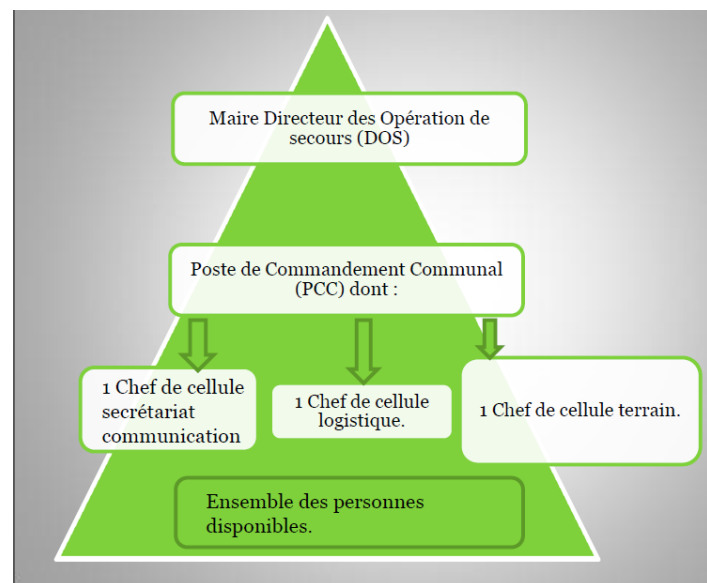 Maire Directeur des Opération de
secours (DOS)
Poste de Commandement Communal
(PCC) dont :
1 Chef de cellule
secrétariat
communication
1 Chef de cellule
logistique.
1 Chef de cellule terrain.
Ensemble des personnes
disponibles.